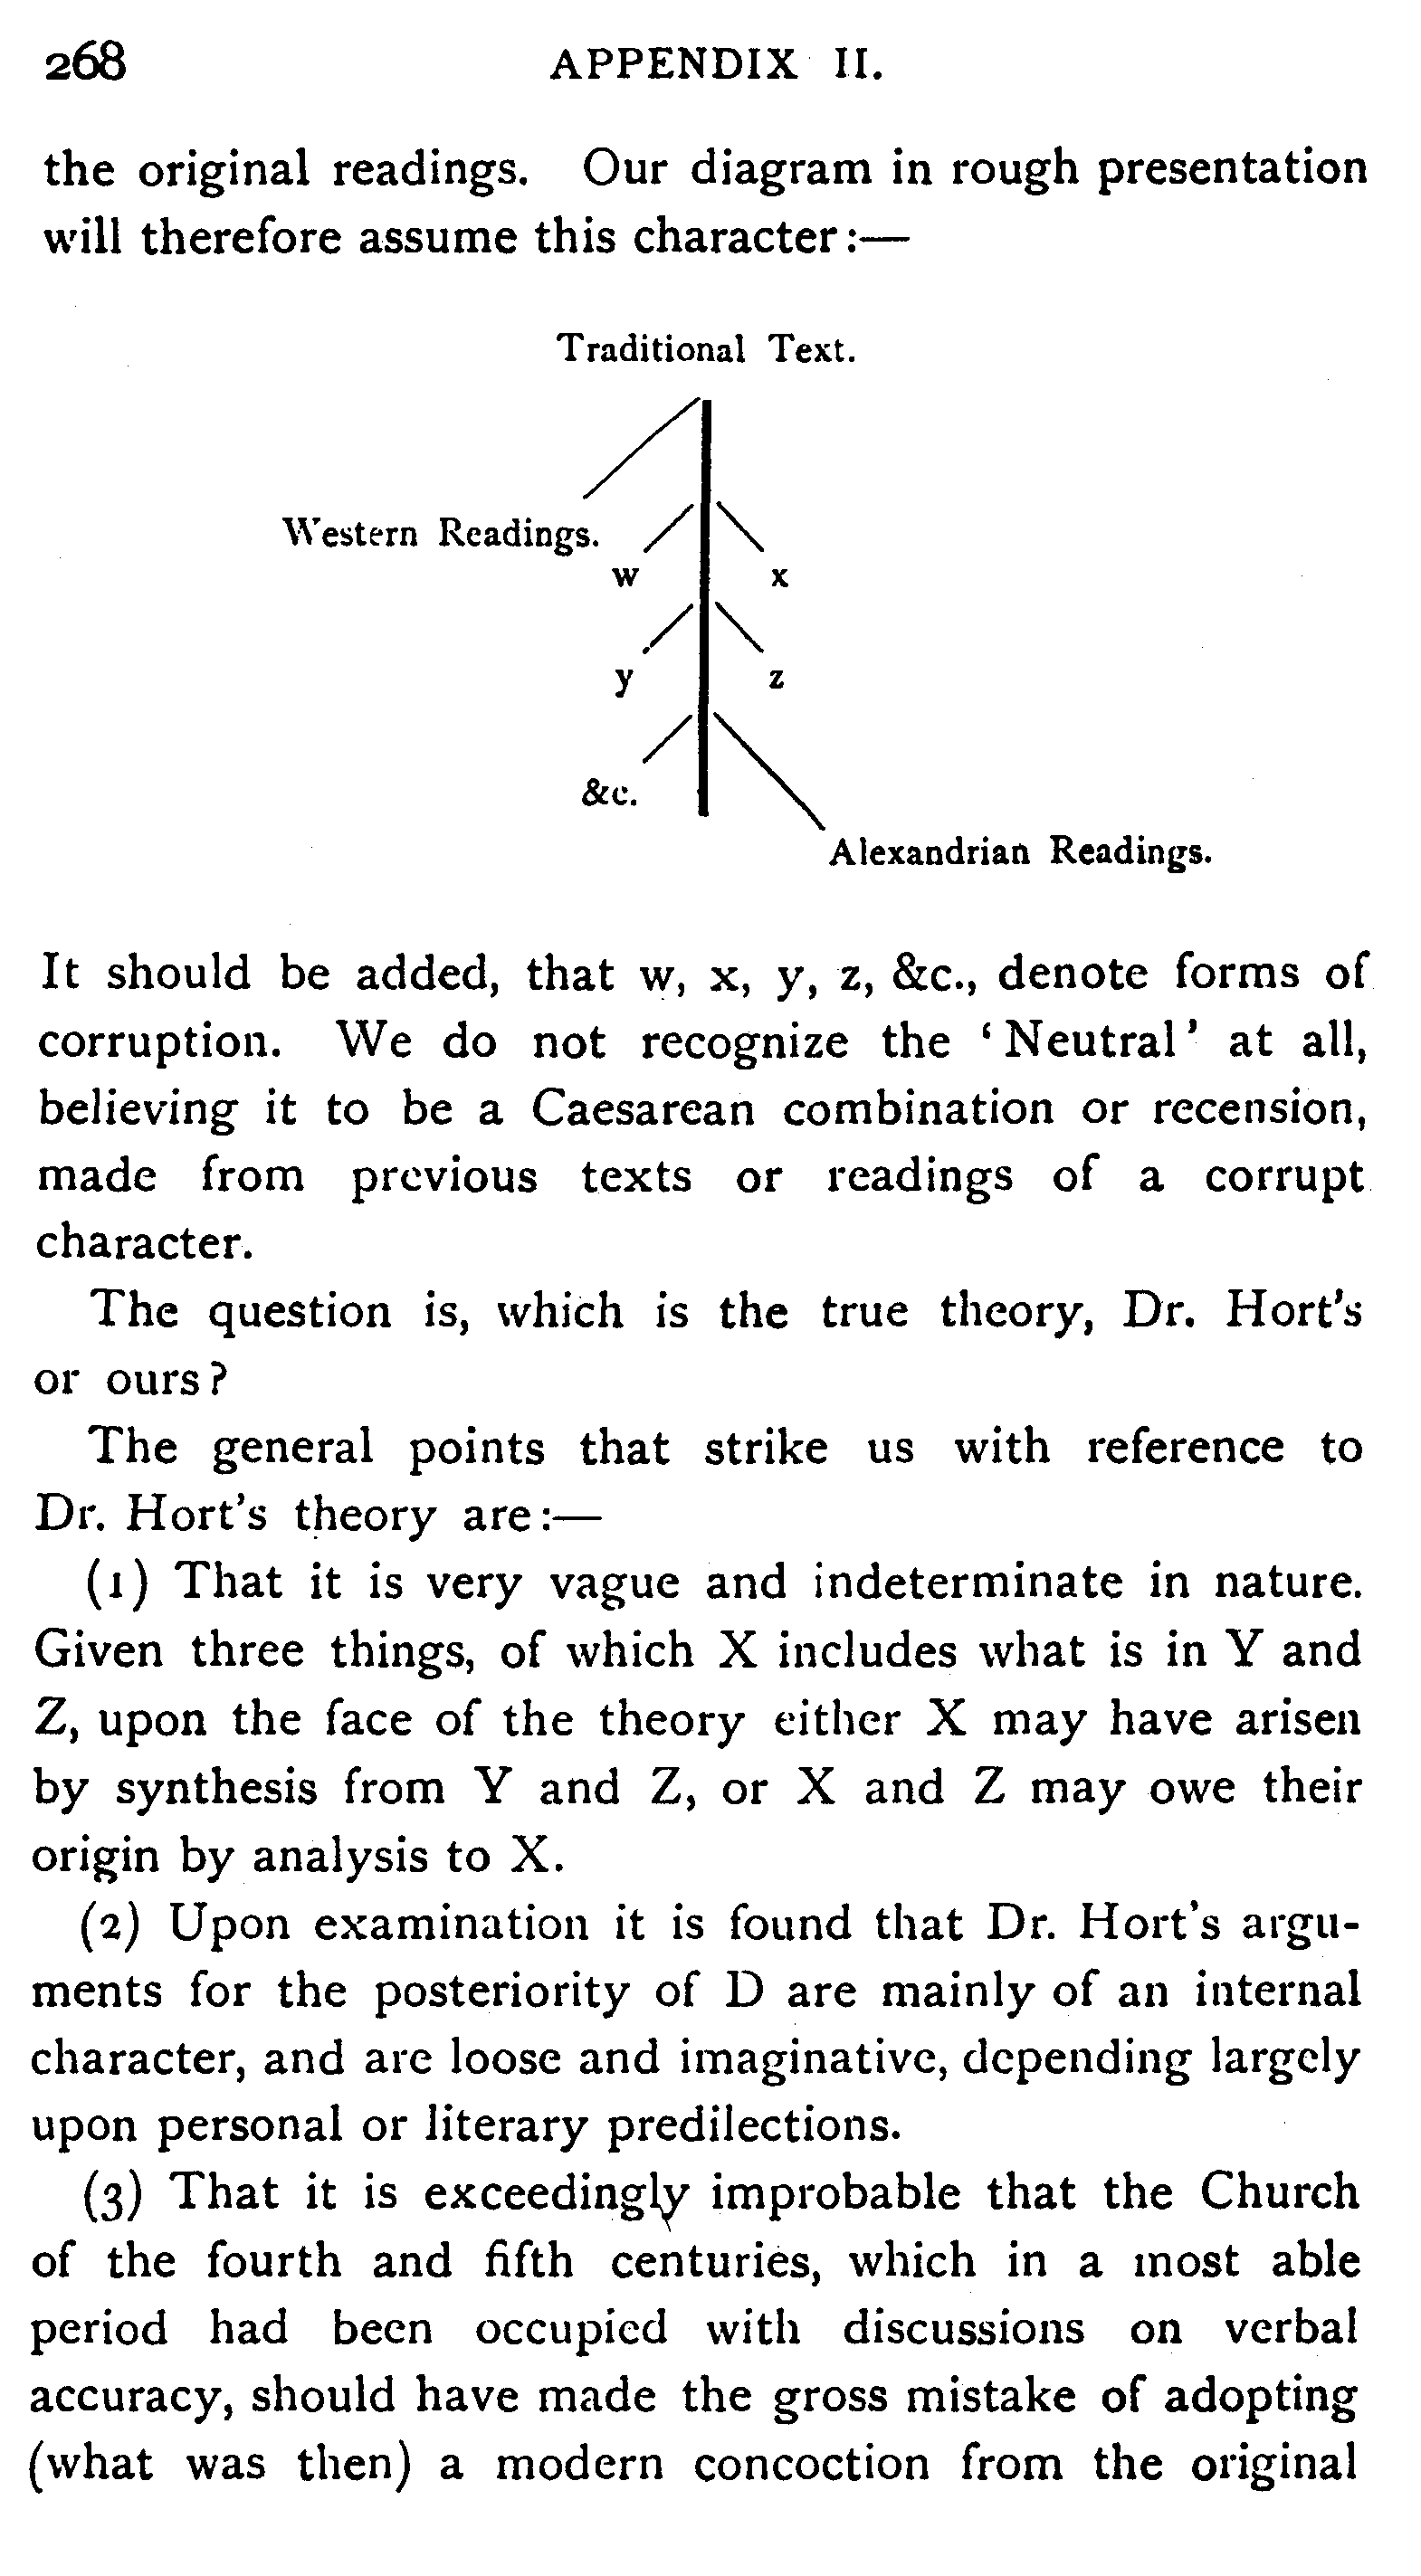 268 APPENDIX II.
the original readings. Our diagram in rough presentation
will therefore assume this character:—
Traditional Text.
Western Readings.
w x
y z
&c.
Alexandrian Readings.
It should be added, that w, x, y, z, &c., denote forms of
corruption. We do not recognize the ‘Neutral’ at all,
believing it to be a Caesarean combination or recension,
made from previous texts or readings of a corrupt
character.
The question is, which is the true theory, Dr. Hort's
or ours?
The general points that strike us with reference to
Dr. Hort's theory are:—
(1) That it is very vague and indeterminate in nature.
Given three things, of which X includes what is in Y and
Z, upon the face of the theory either X may have arisen
by synthesis from Y and Z, or X and Z may owe their
origin by analysis to X.
(2) Upon examination it is found that Dr. Hort's argu-
ments for the posteriority of D are mainly of an internal
character, and are loose and imaginative, depending largely
upon personal or literary predilections.
(3) That it is exceedingly improbable that the Church
of the fourth and fifth centuries, which in a most able
period had been occupied with discussions on verbal
accuracy, should have made the gross mistake of adopting
(what was then) a modern concoction from the original